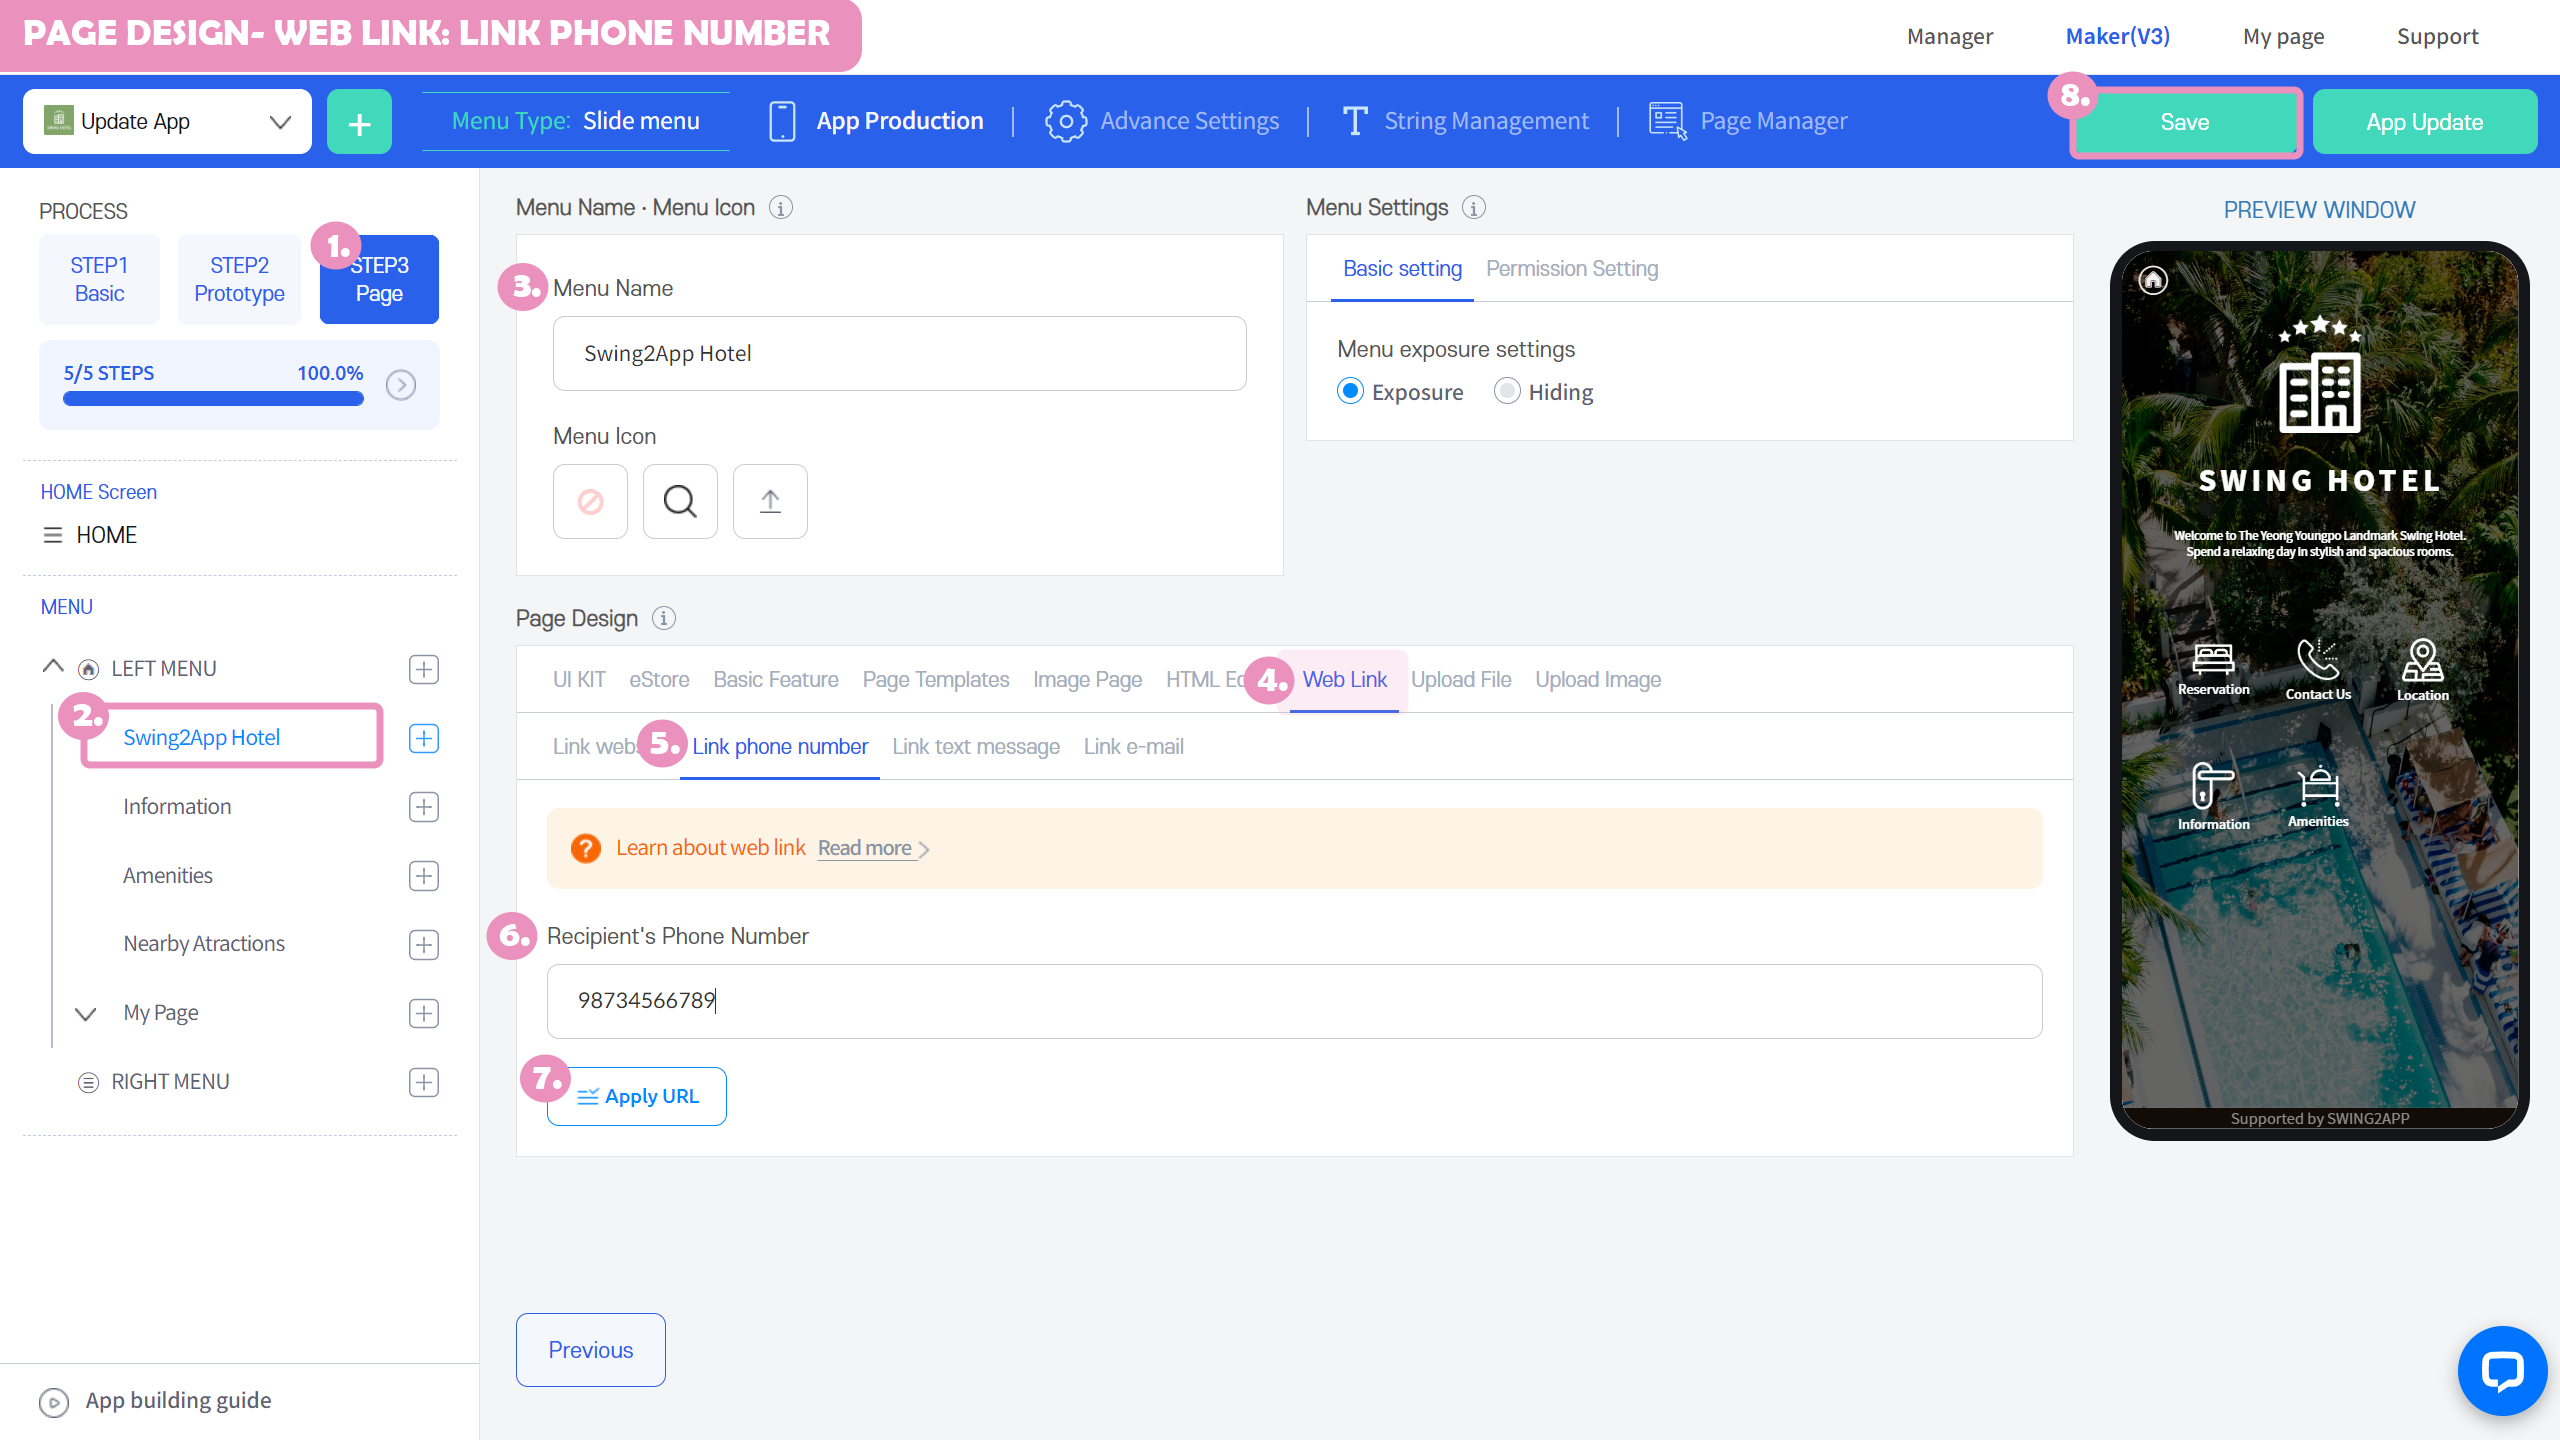 PAGE DESIGN- WEB LINK: LINK PHONE NUMBER
Manager
Maker(V3)
My page
Support
Update App
+
Menu Type: Slide menu
App Production
Advance Settings
String Management
Page Manager
8.
Save
App Update
PROCESS
STEP1
Basic
STEP2
Prototype
1.
STEP3
Page
5/5 STEPS
100.0%
HOME Screen
HOME
MENU
LEFT MENU
2.
Swing2App Hotel
Information
Amenities
Nearby Atractions
My Page
RIGHT MENU
App building guide
Menu Name · Menu Icon
3.
Menu Name
Swing2App Hotel
Menu Icon
Menu Settings
Basic setting
Permission Setting
Menu exposure settings
Exposure
Hiding
Page Design
UI KIT
eStore
Basic Feature
Page Templates
Image Page
HTML Ed
4.
Web Link
Upload File
Upload Image
Link webs
5.
Link phone number
Link text message
Link e-mail
? Learn about web link Read more
6.
Recipient's Phone Number
98734566789
7.
Apply URL
Previous
PREVIEW WINDOW
SWING HOTEL
Welcome to The Yeong Youngpo Landmark Swing Hotel.
Spend a relaxing day in stylish and spacious rooms.
Reservation
Contact Us
Location
Information
Amenities
Supported by SWING2APP